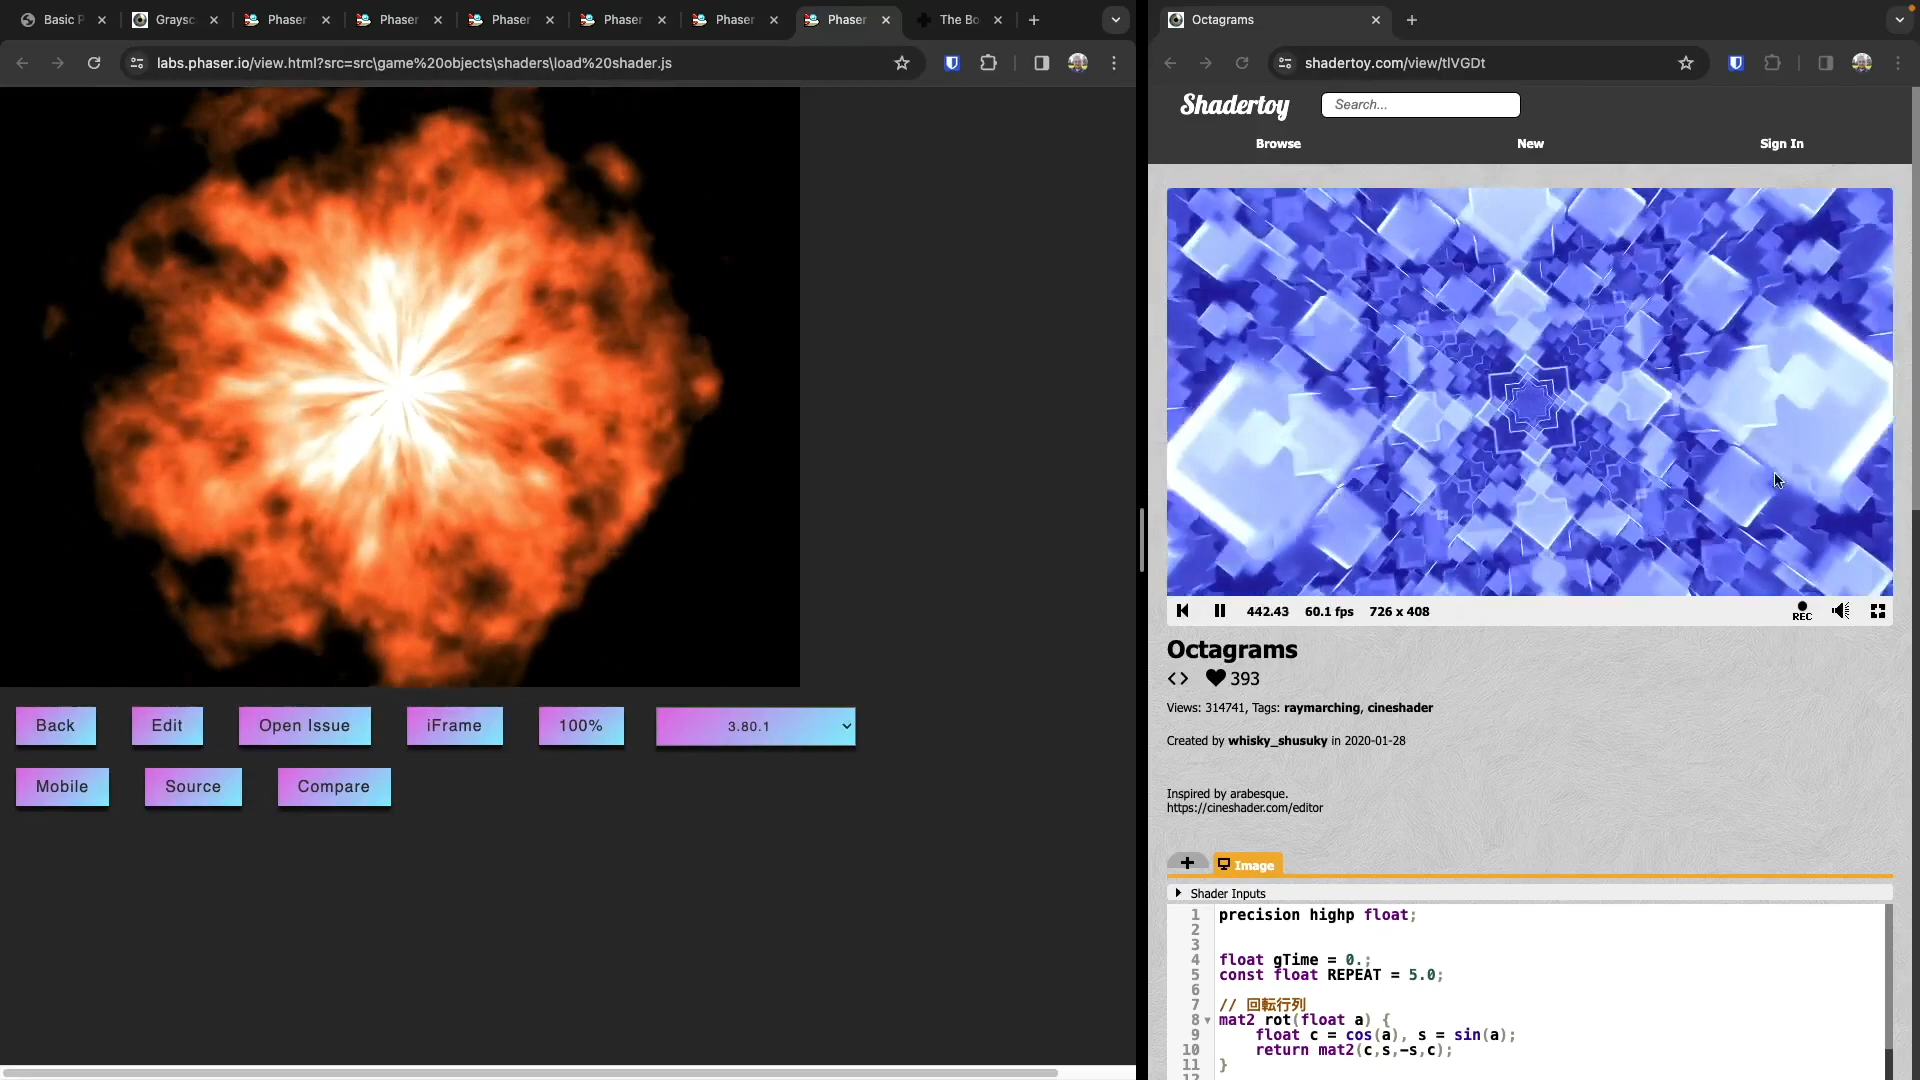 Basic P
Graysc
Phaser
Phaser
Phaser
Phaser
Phaser
Phaser
The Bo
labs.phaser.io/view.html?src=src\game%20objects\shaders\load%20shader.js
Back
Edit
Open Issue
iFrame
100%
3.80.1
Mobile
Source
Compare
Octagrams
shadertoy.com/view/tlVGDt
Shadertoy
Search...
Browse
New
Sign In
442.43
60.1 fps
726 x 408
REC
Octagrams
393
Views: 314741, Tags: raymarching, cineshader
Created by whisky_shusuky in 2020-01-28
Inspired by arabesque.
https://cineshader.com/editor
Image
Shader Inputs
1 precision highp float;
2
3
4 float gTime = 0.;
5 const float REPEAT = 5.0;
6
7 // 回転行列
8 mat2 rot(float a) {
9 float c = cos(a), s = sin(a);
10 return mat2(c,s,-s,c);
11 }
12